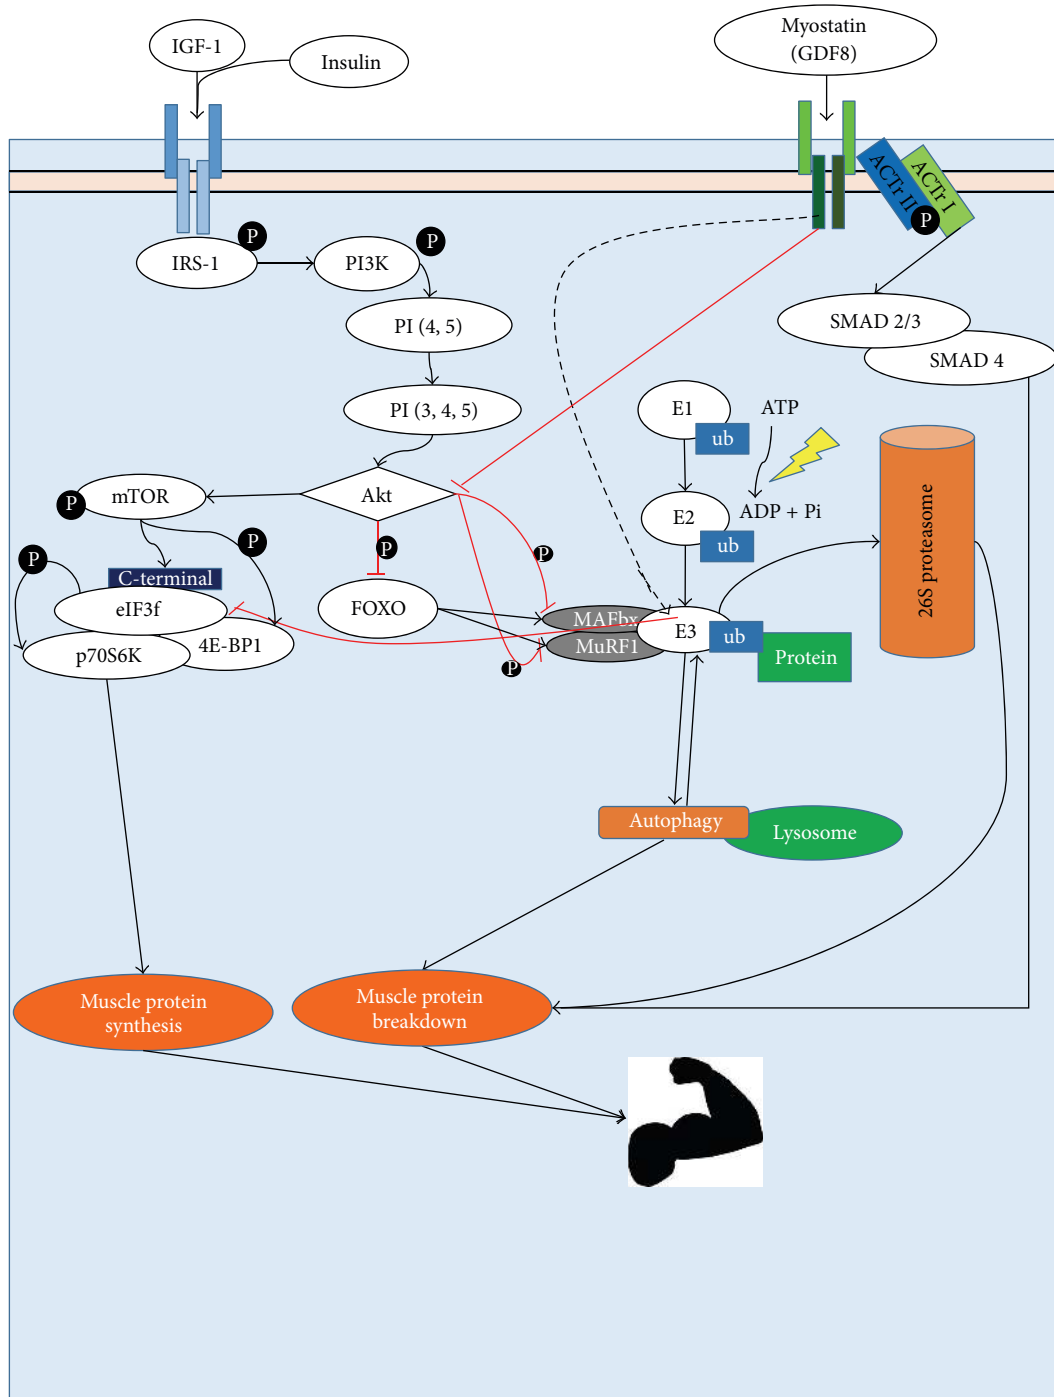 IGF-1
Insulin
Myostatin
(GDF8)
ACTr II
ACTr I
P
P
IRS-1
P
PI3K
PI (4, 5)
SMAD 2/3
SMAD 4
PI (3, 4, 5)
E1
ub
ATP
Akt
mTOR
P
E2
ub
ADP + Pi
26S proteasome
P
P
P
P
C-terminal
eIF3f
4E-BP1
p70S6K
FOXO
MAFbx
MuRF1
P
E3
ub
Protein
Autophagy
Lysosome
Muscle protein
synthesis
Muscle protein
breakdown